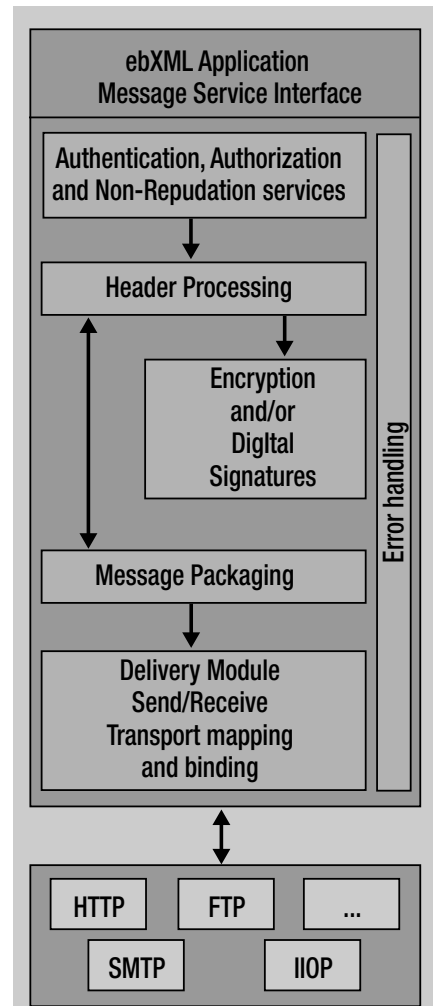 ebXML Application
Message Service Interface
Authentication, Authorization
and Non-Repudation services
Header Processing
Encryption
and/or
DigItal
Signatures
Error handling
Message Packaging
Delivery Module
Send/Receive
Transport mapping
and binding
HTTP
FTP
...
SMTP
IIOP